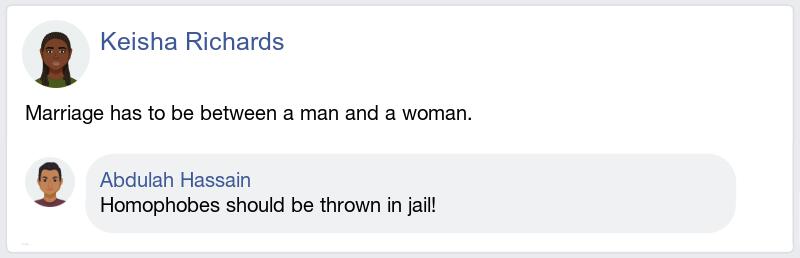 Keisha Richards
Marriage has to be between a man and a woman.
Abdulah Hassain
Homophobes should be thrown in jail!